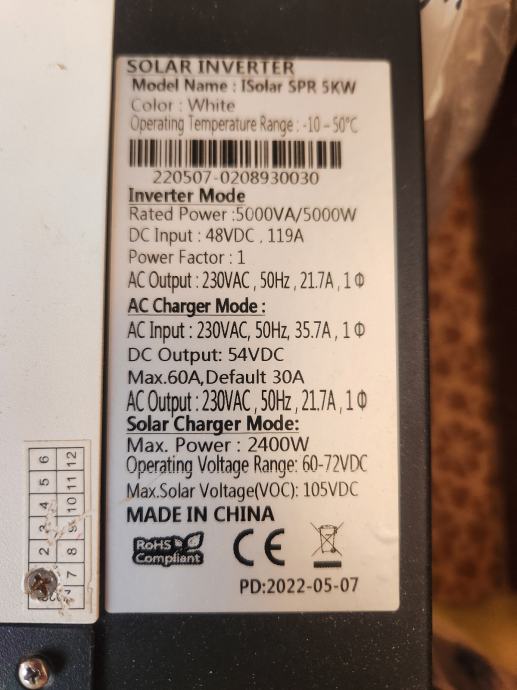 SOLAR INVERTER
Model Name : ISolar SPR 5KW
Color : White
Operating Temperature Range : -10 – 50°C
220507-0208930030
Inverter Mode
Rated Power :5000VA/5000W
DC Input : 48VDC , 119A
Power Factor : 1
AC Output : 230VAC , 50Hz , 21.7A , 1 Φ
AC Charger Mode :
AC Input : 230VAC, 50Hz, 35.7A , 1 Φ
DC Output: 54VDC
Max.60A,Default 30A
AC Output : 230VAC , 50Hz , 21.7A , 1 Φ
Solar Charger Mode:
Max. Power : 2400W
Operating Voltage Range: 60-72VDC
Max.Solar Voltage(VOC): 105VDC
MADE IN CHINA
RoHS
Compliant
CE
PD:2022-05-07
2 3 4 5 6
7 8 9 10 11 12